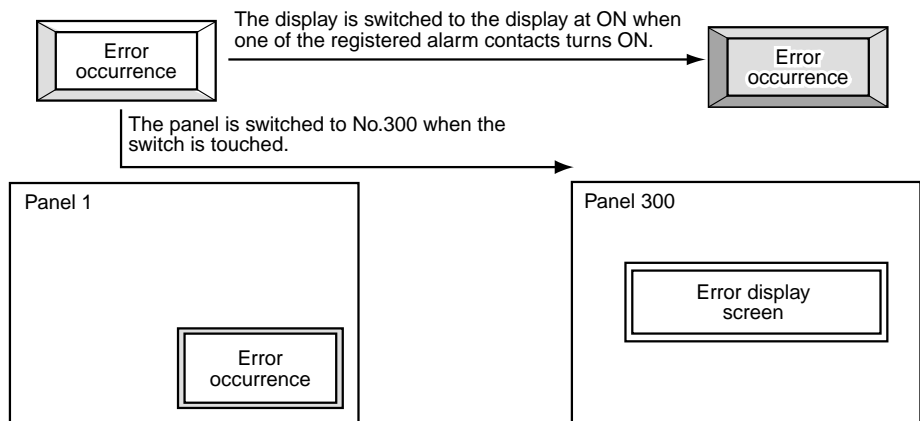 Error
occurrence
The display is switched to the display at ON when
one of the registered alarm contacts turns ON.
Error
occurrence
The panel is switched to No.300 when the
switch is touched.
Panel 1
Error
occurrence
Panel 300
Error display
screen